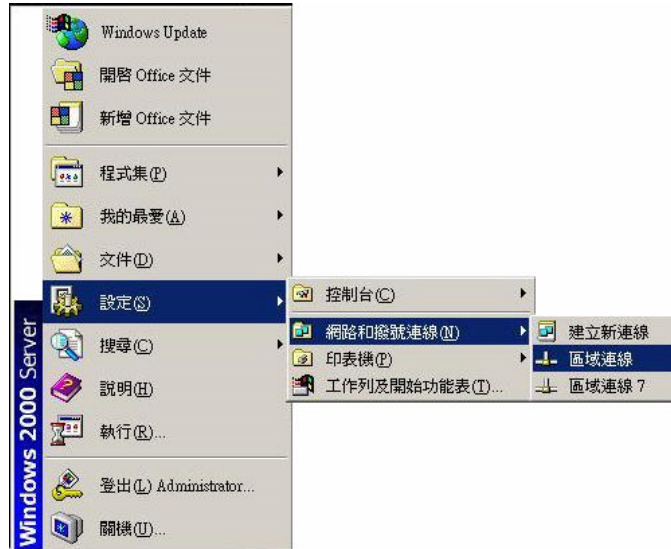 Windows Update
開啓 Office 文件
新增 Office 文件
程式集(P)
我的最愛(A)
文件(D)
設定(S)
搜尋(C)
說明(H)
執行(R)...
登出(L) Administrator...
關機(U)...
Windows 2000 Server
控制台(C)
網路和撥號連線(N)
印表機(P)
工作列及開始功能表(T)...
建立新連線
區域連線
區域連線 7